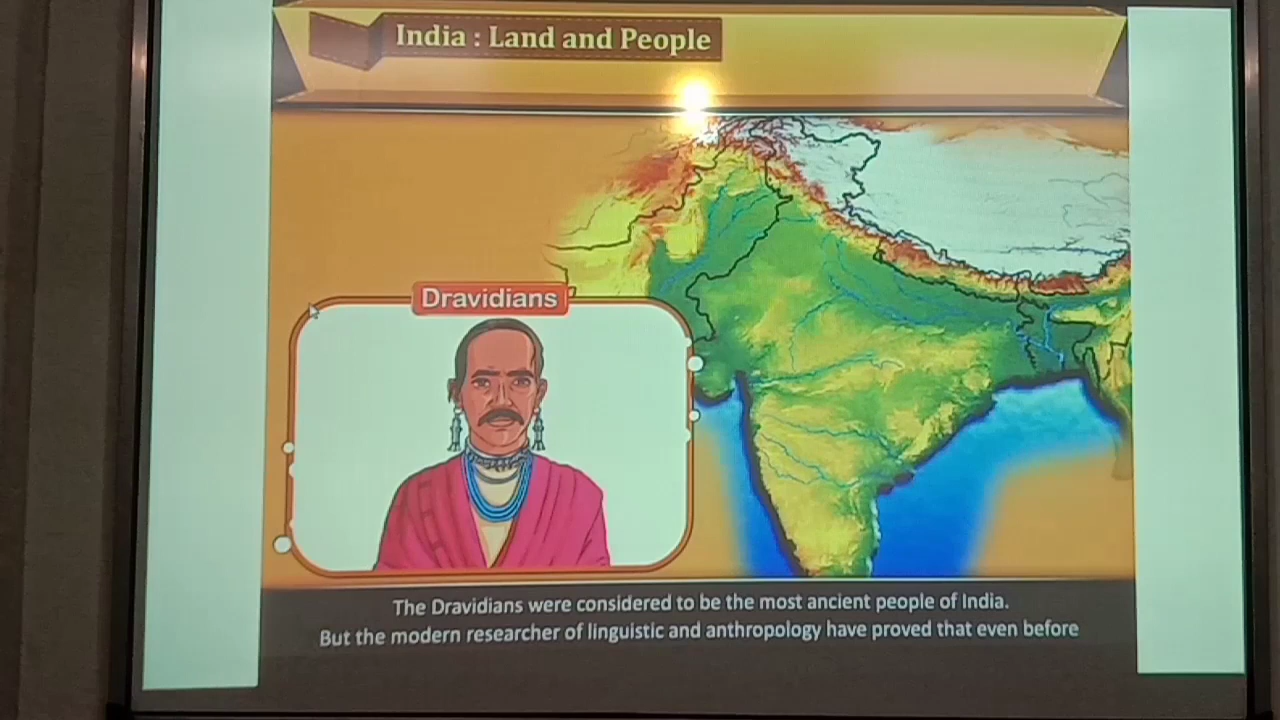 India : Land and People
Dravidians
The Dravidians were considered to be the most ancient people of India.
But the modern researcher of linguistic and anthropology have proved that even before